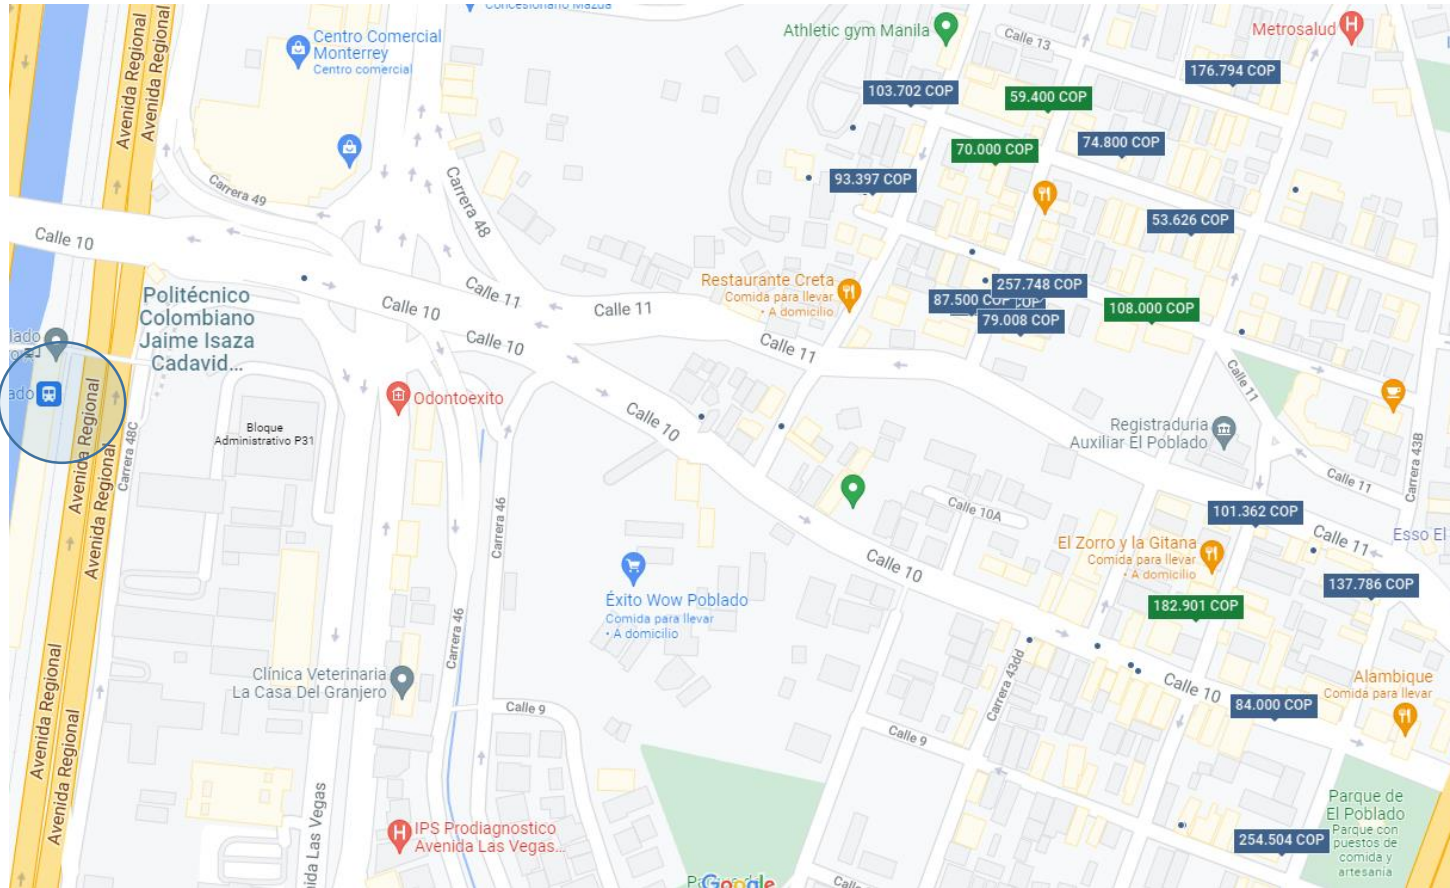 Concesionario Mazda
Centro Comercial
Monterrey
Centro comercial
Athletic gym Manila
Calle 13
Metrosalud
176.794 COP
103.702 COP
59.400 COP
74.800 COP
70.000 COP
93.397 COP
53.626 COP
Avenida Regional
Avenida Regional
Carrera 49
Carrera 48
Calle 10
Calle 11
Calle 10
Calle 10
Calle 11
Calle 11
Restaurante Creta
Comida para llevar
• A domicilio
257.748 COP
87.500 COP
COP
79.008 COP
108.000 COP
Politécnico
Colombiano
Jaime Isaza
Cadavid...
Bloque
Administrativo P31
Odontoexito
Avenida Regional
Avenida Regional
Carrera 48C
Calle 10
Calle 11
Registraduria
Auxiliar El Poblado
Calle 11
Carrera 43B
Calle 10A
101.362 COP
Calle 11
Esso El
El Zorro y la Gitana
Comida para llevar
• A domicilio
137.786 COP
182.901 COP
Calle 10
Carrera 46
Éxito Wow Poblado
Comida para llevar
• A domicilio
Carrera 46
Clínica Veterinaria
La Casa Del Granjero
Calle 9
Carrera 43dd
Calle 10
Alambique
Comida para llevar
84.000 COP
Calle 9
Avenida Regional
Avenida Regional
Parque de
El Poblado
Parque con
puestos de
comida y
artesanía
254.504 COP
IPS Prodiagnostico
Avenida Las Vegas...
nida Las Vegas
Google
Calle